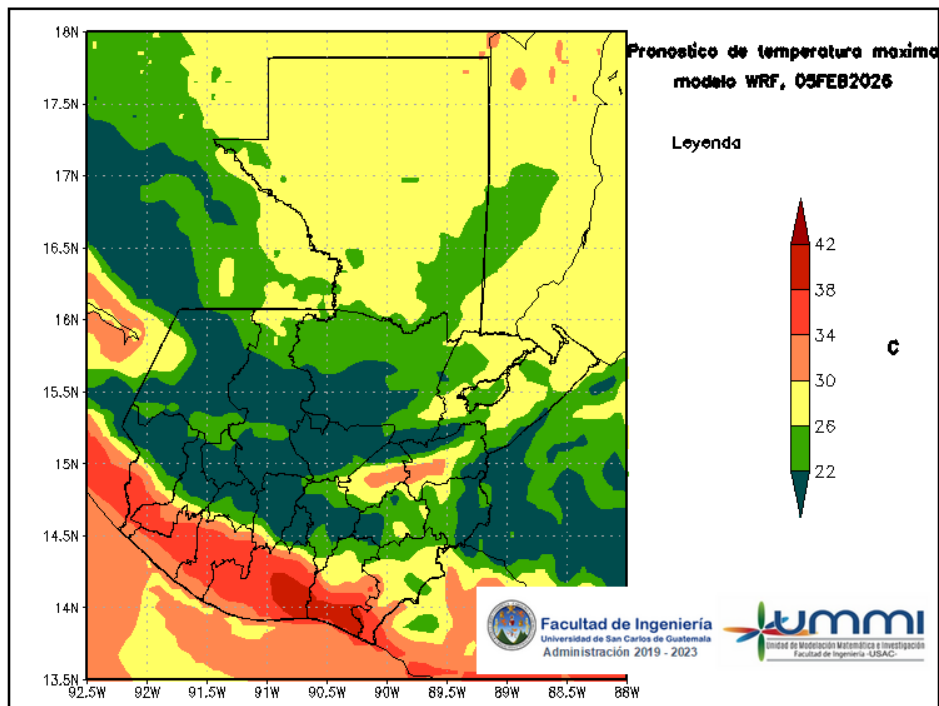 Pronostico de temperatura maxima
modelo WRF, 05FEB2026
Leyenda
42
38
34
30
26
22
C
18N
17.5N
17N
16.5N
16N
15.5N
15N
14.5N
14N
13.5N
92.5W
92W
91.5W
91W
90.5W
90W
89.5W
89W
88.5W
88W
Facultad de Ingeniería
Universidad de San Carlos de Guatemala
Administración 2019 - 2023
UMMI
Unidad de Modelación Matemática e Investigación
Facultad de Ingeniería -USAC-